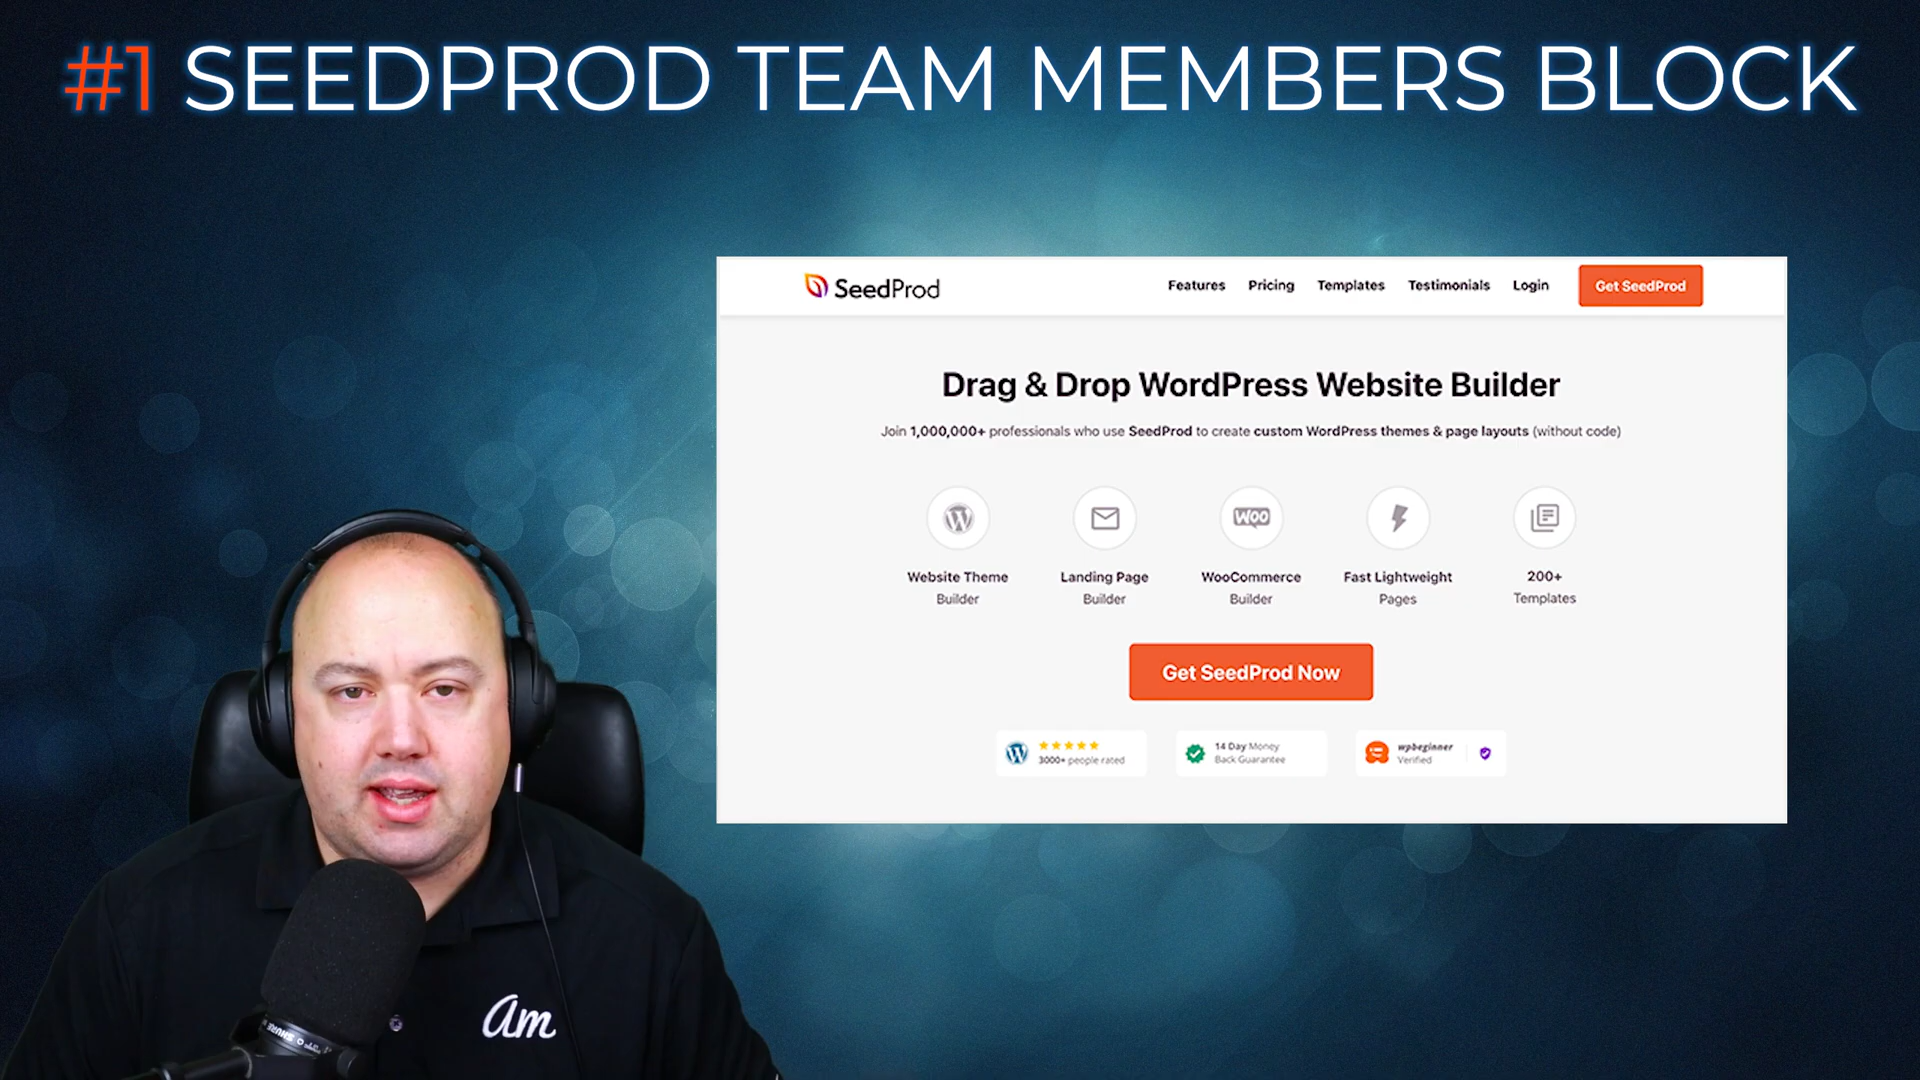 #1 SEEDPROD TEAM MEMBERS BLOCK
SeedProd
Features Pricing Templates Testimonials Login Get SeedProd
Drag & Drop WordPress Website Builder
Join 1,000,000+ professionals who use SeedProd to create custom WordPress themes & page layouts (without code)
WOO
Website Theme
Builder
Landing Page
Builder
WooCommerce
Builder
Fast Lightweight
Pages
200+
Templates
Get SeedProd Now
3000+ people rated
14 Day Money
Back Guarantee
wpbeginner
Verified
am
SHURE